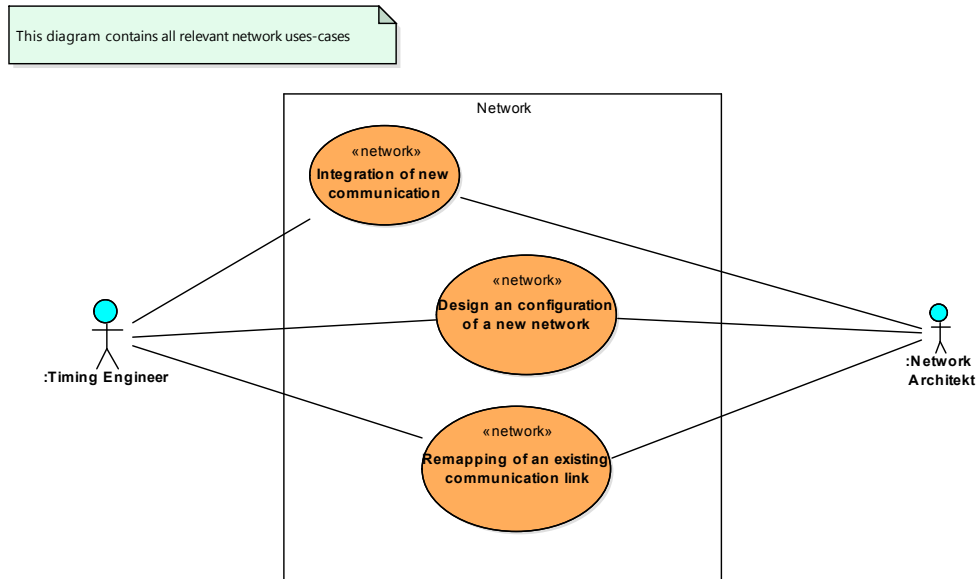 This diagram contains all relevant network uses-cases
Network
«network»
Integration of new
communication
«network»
Design an configuration
of a new network
:Timing Engineer
:Network
Architekt
«network»
Remapping of an existing
communication link